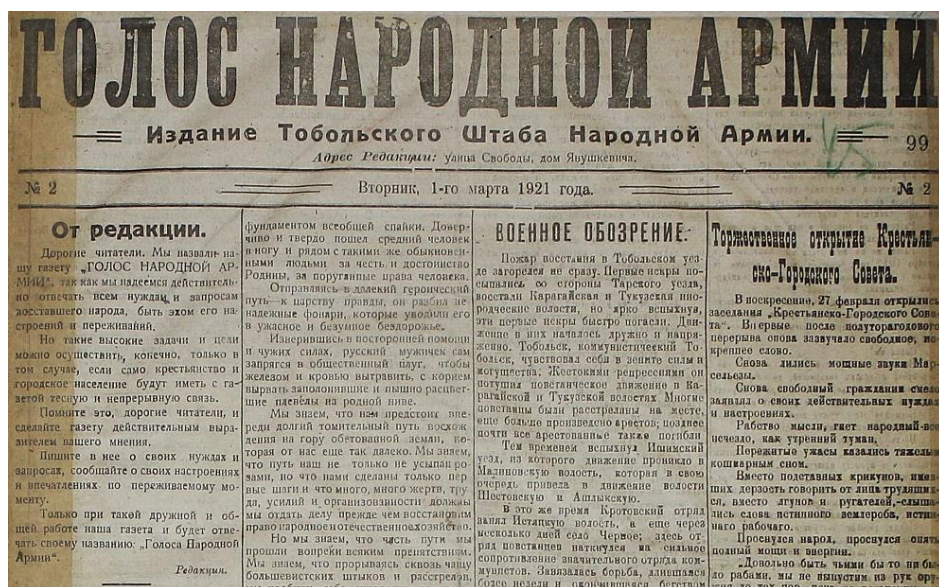 ГОЛОС НАРОДНОЙ АРМИИ
Издание Тобольского Штаба Народной Армии.
99
Адрес Редакции: улица Свободы, дом Янушкевича.
№ 2
Вторник, 1-го марта 1921 года.
№ 2
От редакции.
Дорогие читатели. Мы назвали на-
шу газету „ГОЛОС НАРОДНОЙ АР-
МИИ", так как мы надеемся действитель-
но отвечать всем нуждам и запросам
восставшего народа, быть эхом его на-
строений и переживаний.
Но такие высокие задачи и цели
можно осуществить, конечно, только в
том случае, если само крестьянство и
городское население будут иметь с га-
зетой тесную и непрерывную связь.
Помните это, дорогие читатели, и
сделайте газету действительным выра-
зителем вашего мнения.
Пишите в нее о своих нуждах и
запросах, сообщайте о своих настроениях
и впечатлениях по переживаемому мо-
менту.
Только при такой дружной и об-
щей работе наша газета и будет отве-
чать своему названию: „Голоса Народной
Армии".
Редакция.
фундаментом всеобщей спайки. Довер-
чиво и твердо пошел средний человек
в ногу и рядом с такими же обыкновен-
ными людьми за честь и достоинство
Родины, за поруганные права человека.
Отправляясь в далекий героический
путь к царству правды, он разбил не
надежные фонари, которые уводили его
в ужасное и безумное бездорожье.
Изверившись в посторонней помощи
и чужих силах, русский мужичек сам
запрягся в общественный плуг, чтобы
железом и кровью вытравить, с корнем
вырвать заполонившие и пышно расцвет-
шие плевелы на родной ниве.
Мы знаем, что нам предстоит впе-
реди долгий томительный путь восхож
дения на гору обетованной земли, ко-
торая от нас еще так далеко. Мы знаем,
что путь наш не только не усыпан ро-
зами, но что нами сделаны только пер
вые шаги и что много, много жертв, тру
да, усилий и организованности должны
мы отдать делу прежде чем восстановим
право народное и отечественное хозяйство.
Но мы знаем, что часть пути мы
прошли вопреки всяким препятствиям.
Мы знаем, что прорываясь сквозь чащу
большевистских штыков и расстрелов,
ВОЕННОЕ ОБОЗРЕНИЕ.
Пожар восстания в Тобольском уез-
де загорелся не сразу. Первые искры по-
сыпались со стороны Тарского уезда,
восстали Карагайская и Тукузская ино-
родческие волости, но ярко вспыхнув,
эти первые искры быстро погасли. Дви-
жение в них началось дружно и напря-
женно. Тобольск, коммунистический То-
больск, чувствовал себя в зените силы и
могущества; Жестокими репрессиями он
потушил повстанческое движение в Ка-
рагайской и Тукузской волостях Многие
повстанцы были расстреляны на месте,
еще больше произведено арестов; позднее
почти все арестованные также погибли
Тем временем вспыхнул Ишимский
уезд, из которого движение проникло в
Малиновскую волость, которая в свою
очередь привела в движение волости
Шестовскую и Ашлыкскую.
В это же время Кротовский отряд
занял Истяцкую волость, а еще через
несколько дней село Черное; здесь от-
ряд повстанцев наткнулся на сильное
сопротивление значительного отряда ком-
мунистов. Завязалась борьба, длившаяся
более недели и окончившаяся бегством
Торжественное открытие Крестьян-
ско-Городского Совета.
В воскресение, 27 февраля открылись
заседания „Крестьянско-Городского Сове-
та". Впервые после полуторагодового
перерыва опять зазвучало свободное, ис-
креннее слово.
Снова лились мощные звуки Мар-
сельезы.
Снова свободный гражданин смело
заявлял о своих действительных нуждах
и настроениях.
Рабство мысли, гнет народный все
исчезло, как утренний туман.
Пережитые ужасы казались тяжелым
кошмарным сном.
Вместо подставных крикунов, имев-
ших дерзость говорить от лица трудящих-
ся, вместо лгунов и ругателей, слыша-
лись слова истинного землероба, истин-
наго рабочего.
Проснулся народ, проснулся опять
полный мощи и энергии.
„Довольно быть чьими бы то ни бы-
ло рабами, мы не выпустим из рук ору-